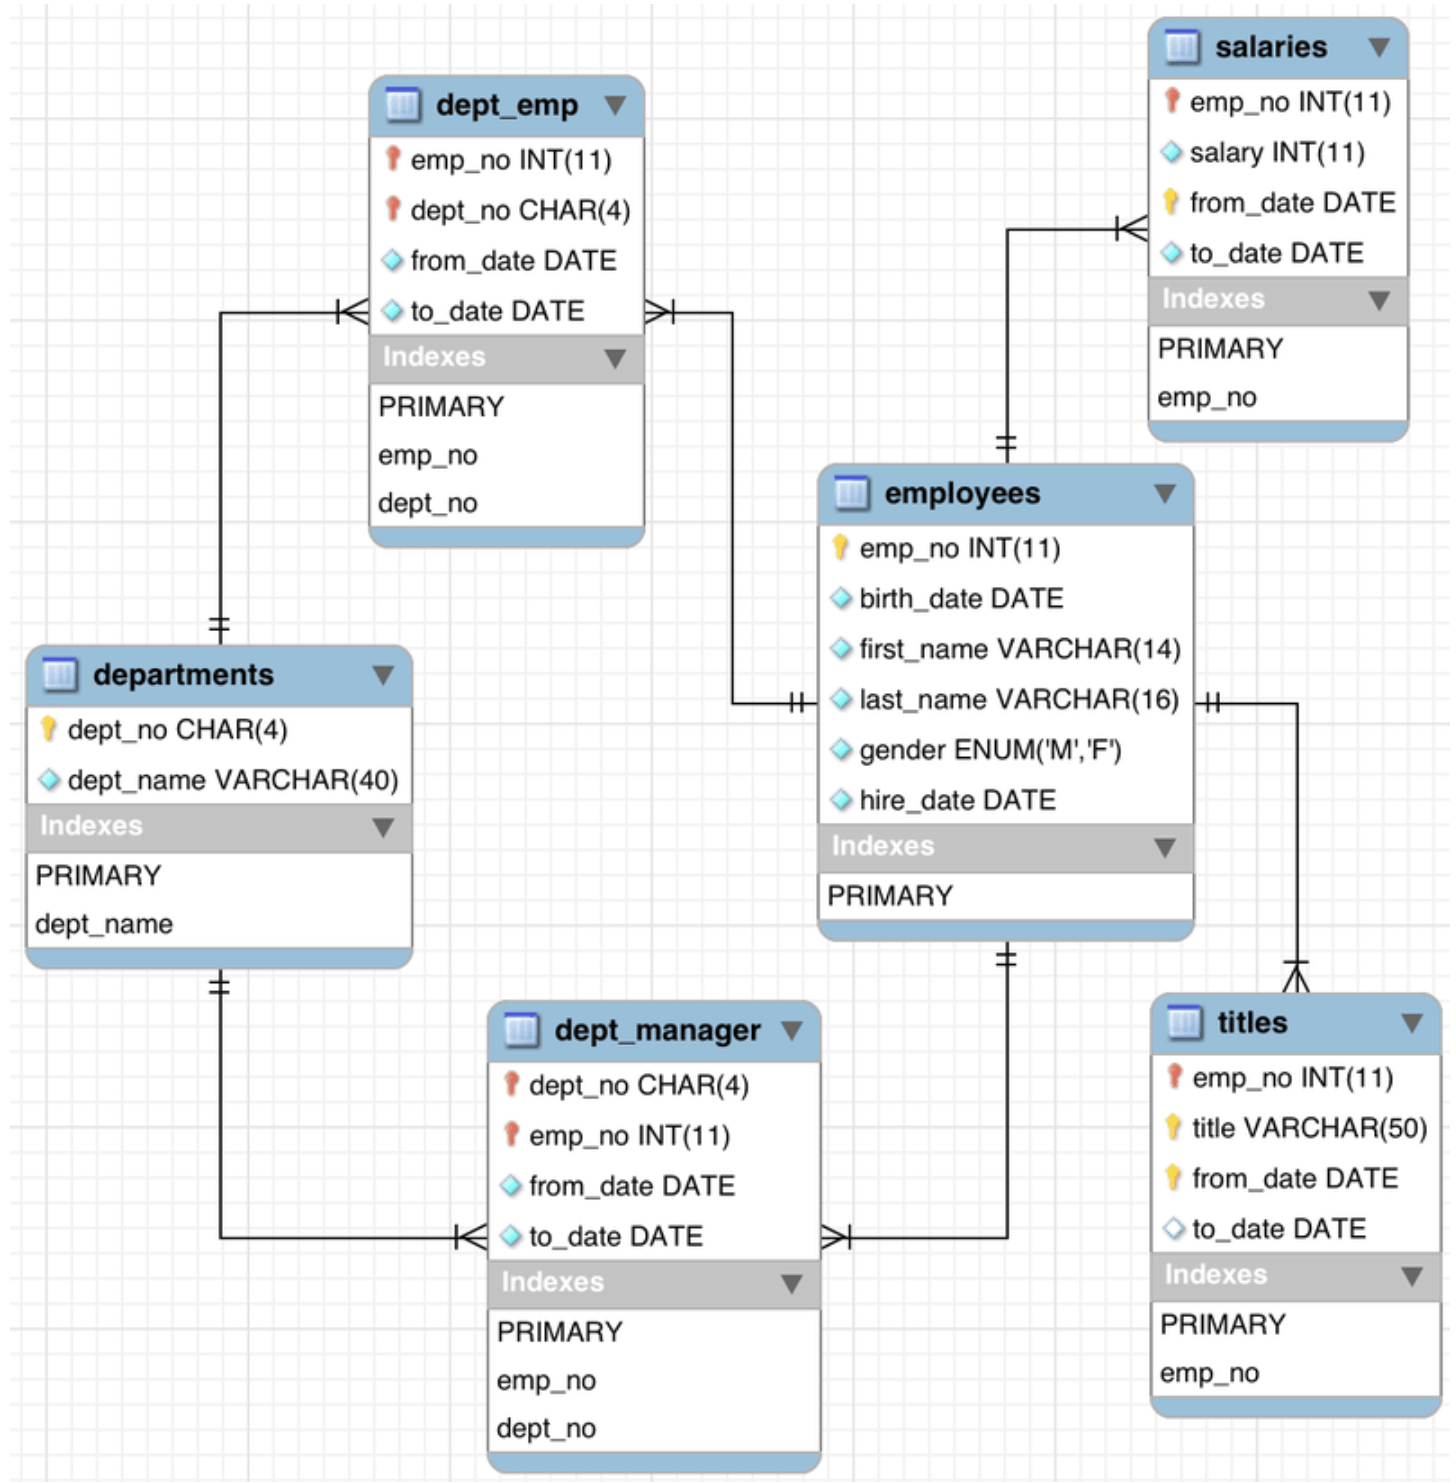 salaries
emp_no INT(11)
salary INT(11)
from_date DATE
to_date DATE
Indexes
PRIMARY
emp_no
dept_emp
emp_no INT(11)
dept_no CHAR(4)
from_date DATE
to_date DATE
Indexes
PRIMARY
emp_no
dept_no
employees
emp_no INT(11)
birth_date DATE
first_name VARCHAR(14)
last_name VARCHAR(16)
gender ENUM('M','F')
hire_date DATE
Indexes
PRIMARY
departments
dept_no CHAR(4)
dept_name VARCHAR(40)
Indexes
PRIMARY
dept_name
dept_manager
dept_no CHAR(4)
emp_no INT(11)
from_date DATE
to_date DATE
Indexes
PRIMARY
emp_no
dept_no
titles
emp_no INT(11)
title VARCHAR(50)
from_date DATE
to_date DATE
Indexes
PRIMARY
emp_no